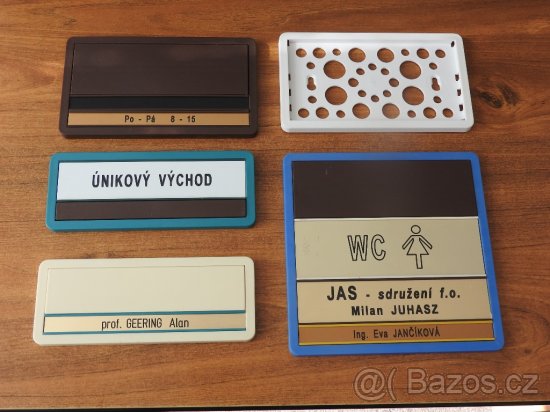 Po - Pá 8 - 15
ÚNIKOVÝ VÝCHOD
prof. GEERING Alan
WC
JAS - sdružení f.o.
Milan JUHASZ
Ing. Eva JANČÍKOVÁ
@ Bazos.cz